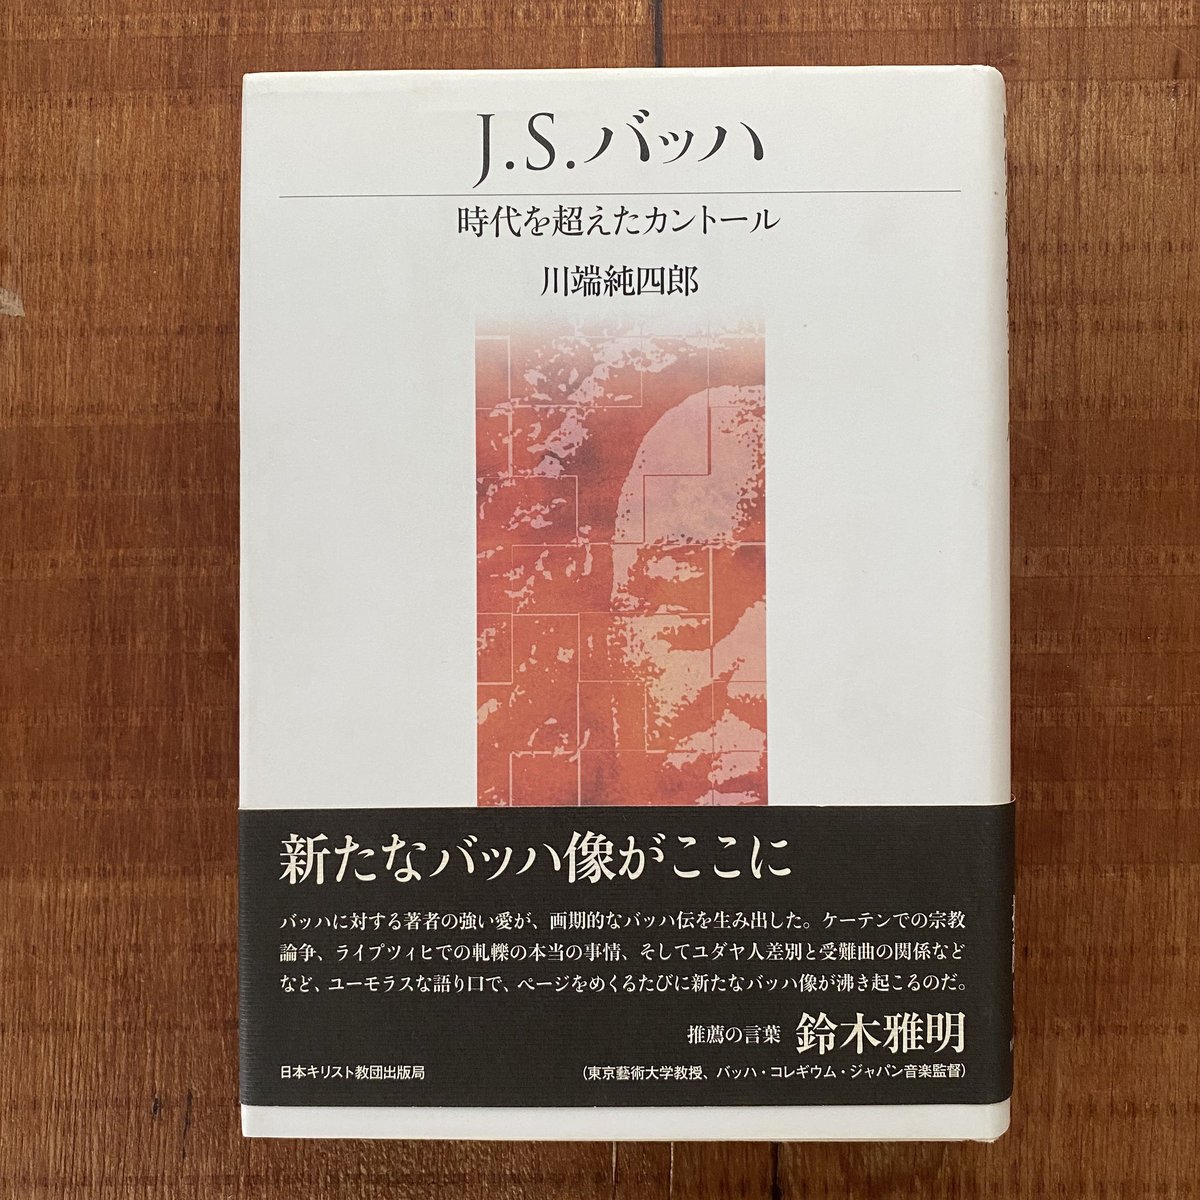 J.S.バッハ
時代を超えたカントール
川端純四郎
新たなバッハ像がここに
バッハに対する著者の強い愛が、画期的なバッハ伝を生み出した。ケーテンでの宗教
論争、ライプツィヒでの軋轢の本当の事情、そしてユダヤ人差別と受難曲の関係など
など、ユーモラスな語り口で、ページをめくるたびに新たなバッハ像が沸き起こるのだ。
推薦の言葉 鈴木雅明
日本キリスト教団出版局 (東京藝術大学教授、バッハ・コレギウム・ジャパン音楽監督)